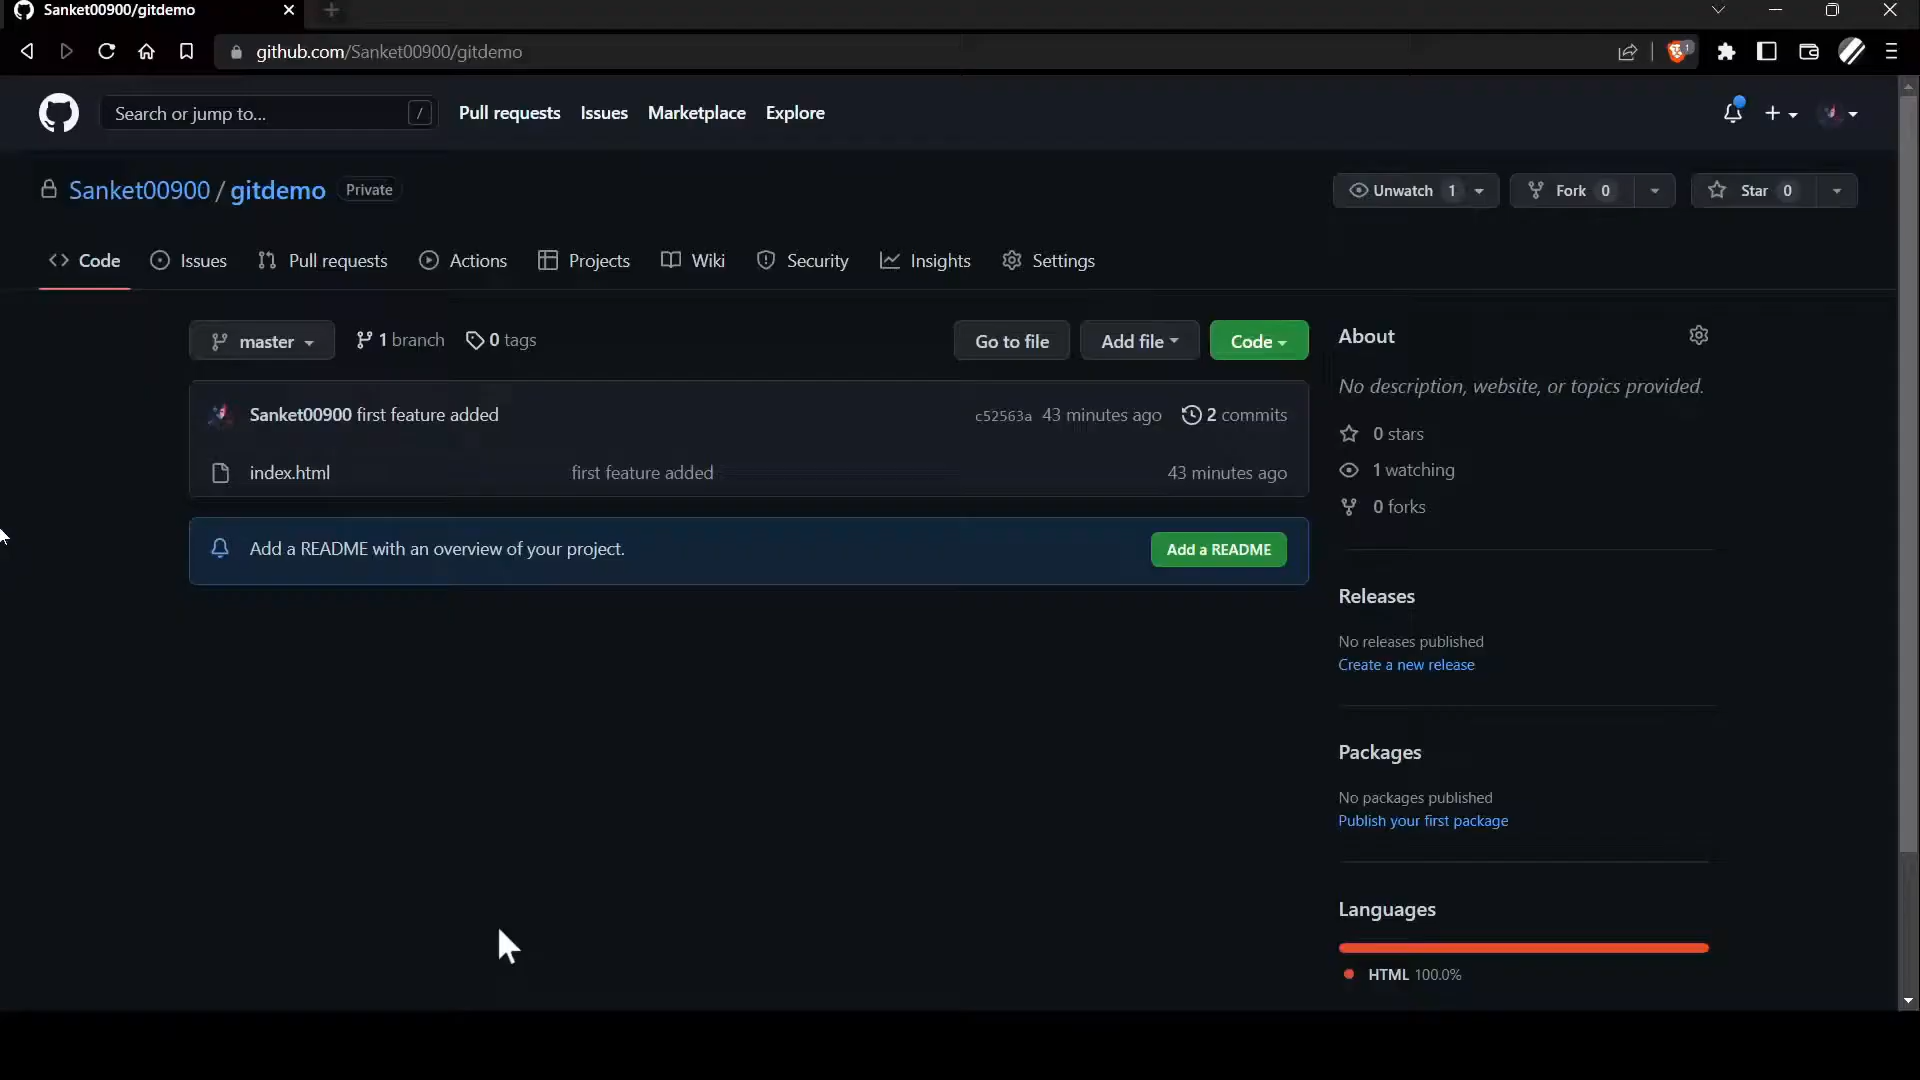 Sanket00900/gitdemo
github.com/Sanket00900/gitdemo
1
Search or jump to... /
Pull requests Issues Marketplace Explore
Sanket00900 / gitdemo Private
Unwatch 1 Fork 0 Star 0
Code Issues Pull requests Actions Projects Wiki Security Insights Settings
master 1 branch 0 tags Go to file Add file Code
Sanket00900 first feature added c52563a 43 minutes ago 2 commits
index.html first feature added 43 minutes ago
Add a README with an overview of your project. Add a README
About
No description, website, or topics provided.
0 stars
1 watching
0 forks
Releases
No releases published
Create a new release
Packages
No packages published
Publish your first package
Languages
HTML 100.0%